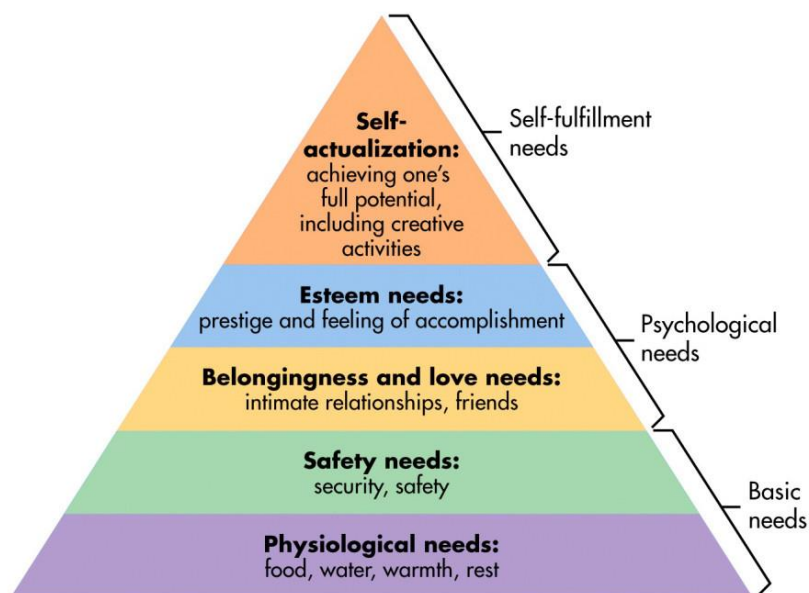 Self-
actualization:
achieving one's
full potential,
including creative
activities
Self-fulfillment
needs
Esteem needs:
prestige and feeling of accomplishment
Psychological
needs
Belongingness and love needs:
intimate relationships, friends
Safety needs:
security, safety
Basic
needs
Physiological needs:
food, water, warmth, rest